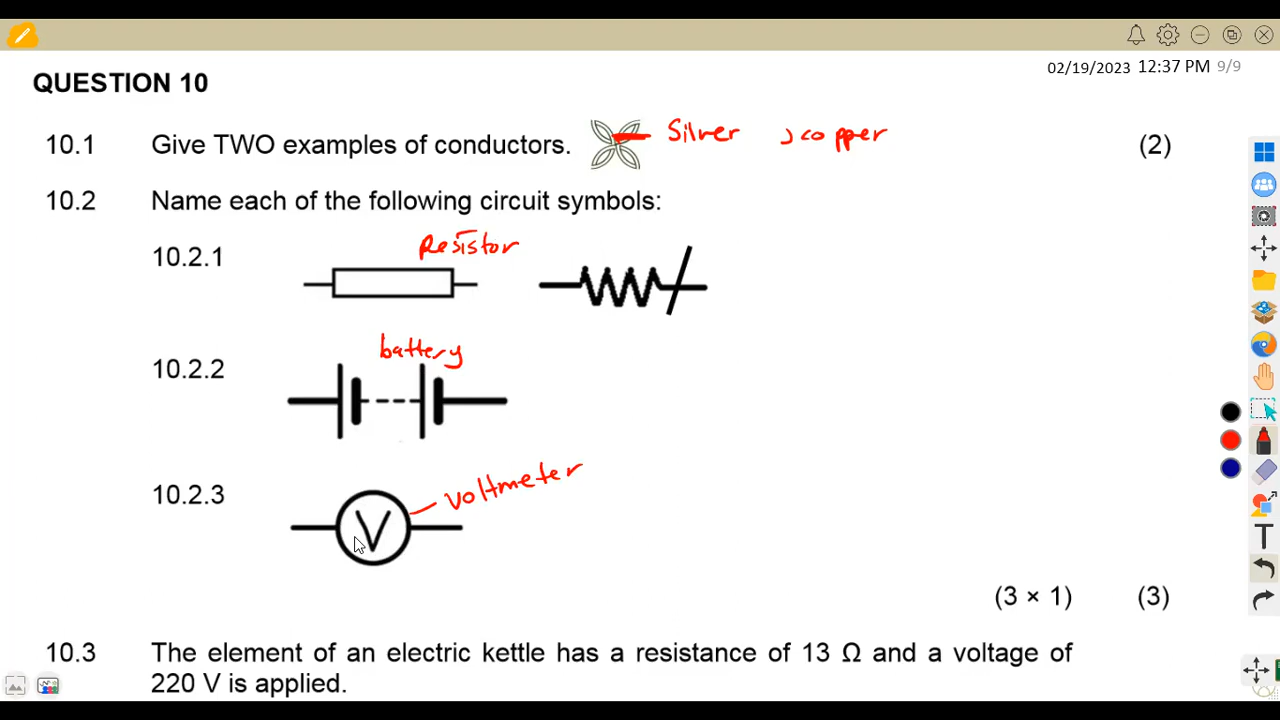 02/19/2023 12:37 PM 9/9
QUESTION 10
10.1 Give TWO examples of conductors. Silver , copper (2)
10.2 Name each of the following circuit symbols:
10.2.1 Resistor
10.2.2 battery
10.2.3 voltmeter
V
(3 × 1) (3)
10.3 The element of an electric kettle has a resistance of 13 Ω and a voltage of
220 V is applied.
T